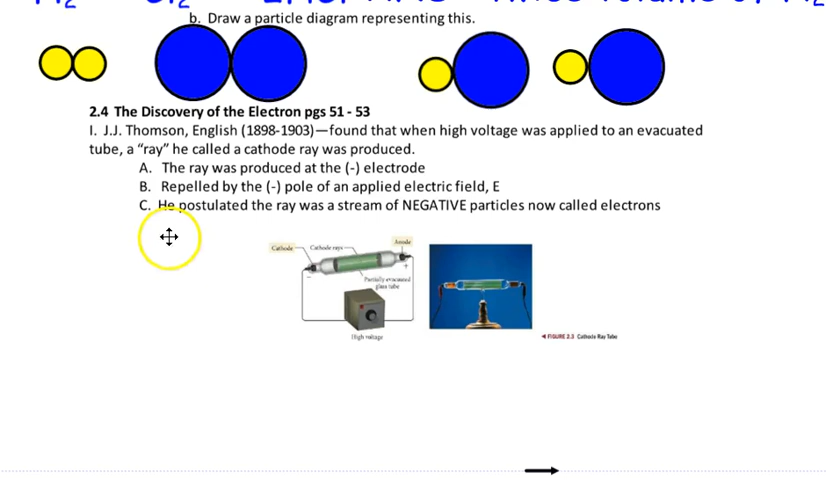 b. Draw a particle diagram representing this.
2.4 The Discovery of the Electron pgs 51 - 53
I. J.J. Thomson, English (1898-1903)—found that when high voltage was applied to an evacuated
tube, a “ray” he called a cathode ray was produced.
A. The ray was produced at the (-) electrode
B. Repelled by the (-) pole of an applied electric field, E
C. He postulated the ray was a stream of NEGATIVE particles now called electrons
Cathode
Cathode rays
Anode
Partially evacuated
glass tube
High voltage
◄ FIGURE 2.3 Cathode Ray Tube